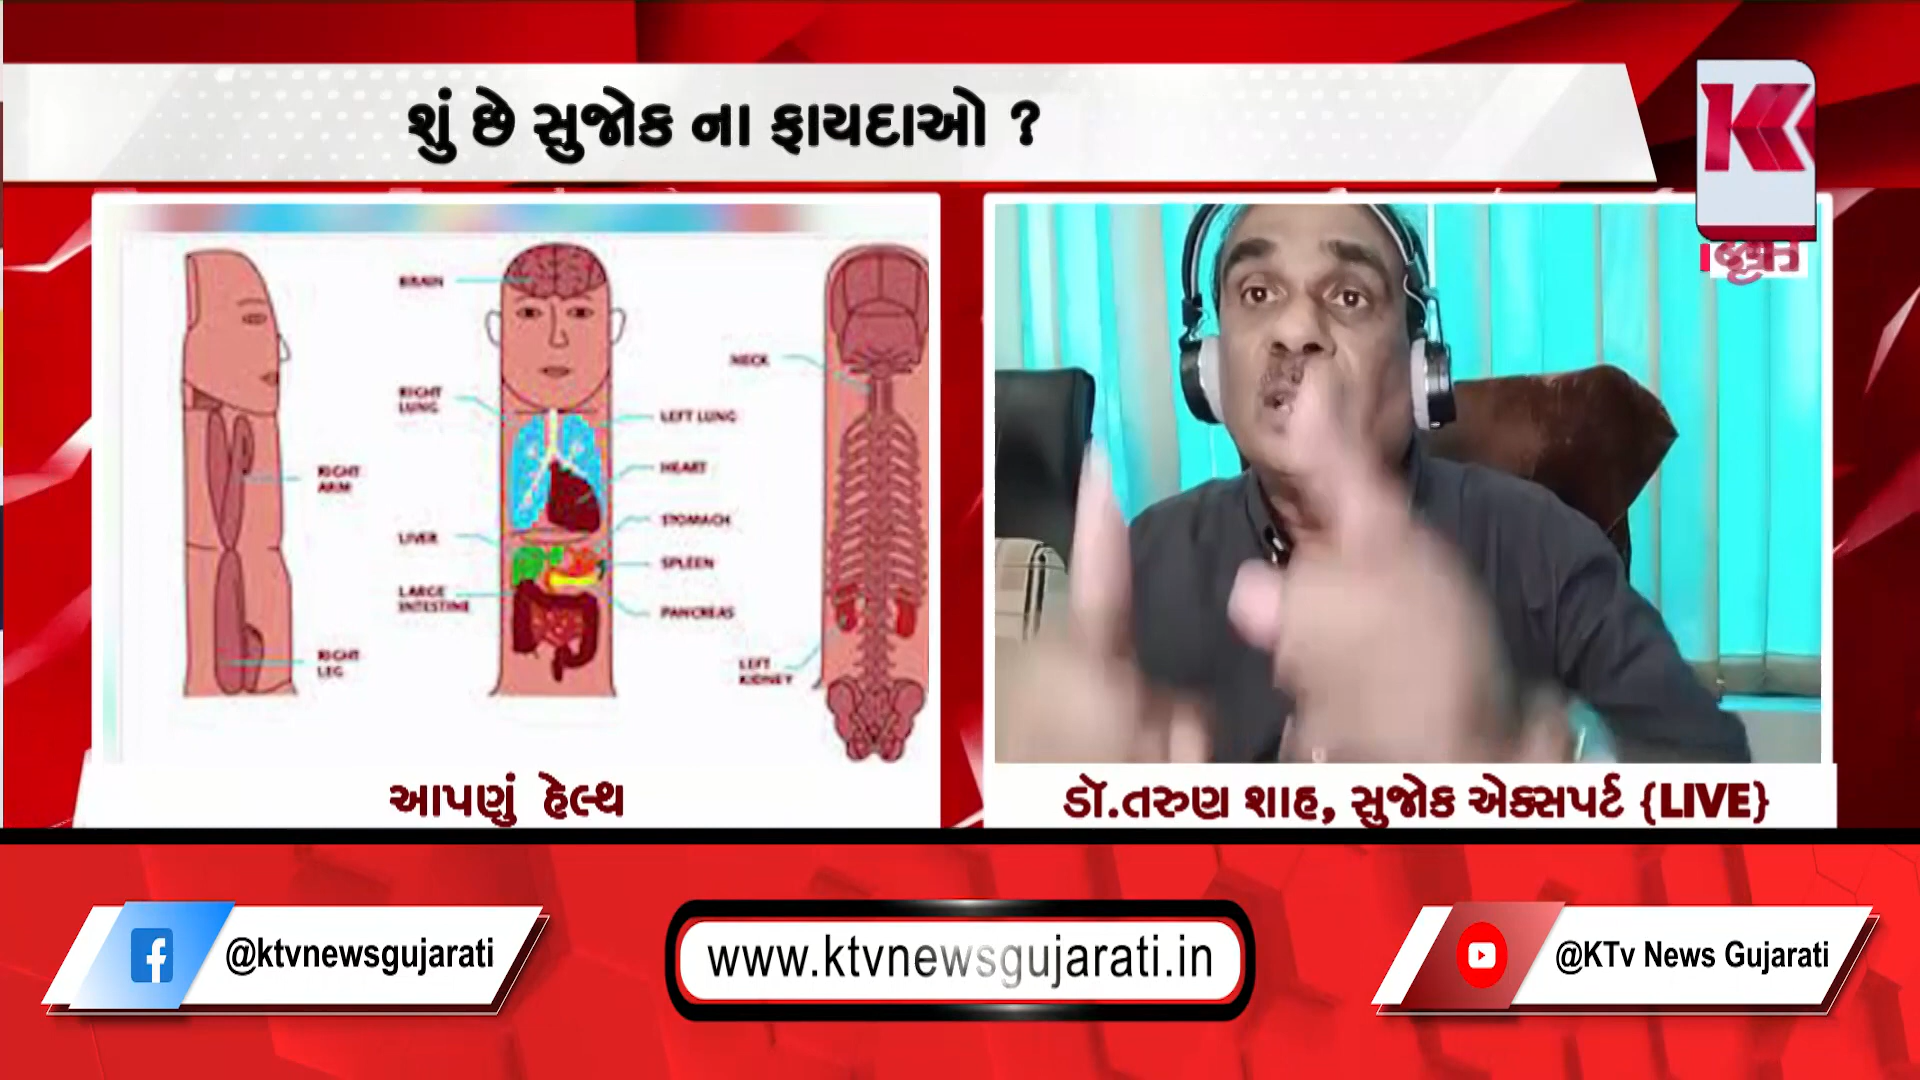 શું છે સુજોક ના ફાયદાઓ ?
K
ન્યૂઝ
BRAIN
NECK
RIGHT
LUNG
LEFT LUNG
HEART
RIGHT
ARM
STOMACH
LIVER
SPLEEN
LARGE
INTESTINE
PANCREAS
RIGHT
LEG
LEFT
KIDNEY
આપણું હેલ્થ
ડૉ.તરુણ શાહ, સુજોક એક્સપર્ટ {LIVE}
@ktvnewsgujarati
www.ktvnewsgujarati.in
@KTv News Gujarati